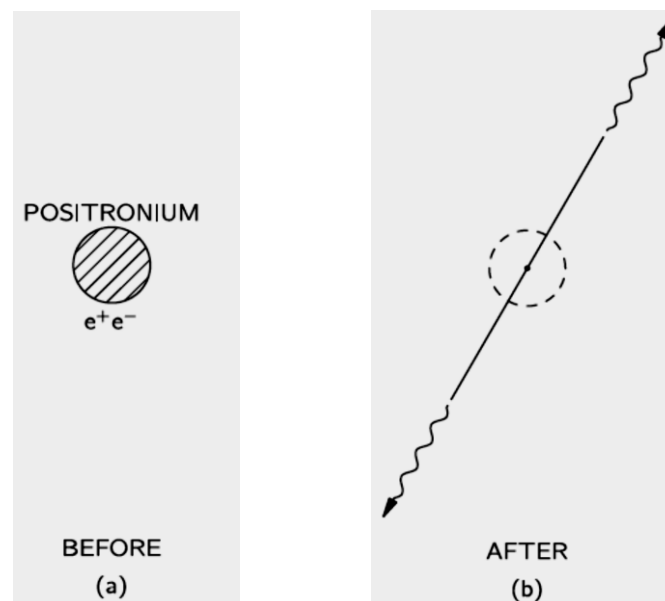 POSITRONIUM
e⁺e⁻
BEFORE
(a)
AFTER
(b)